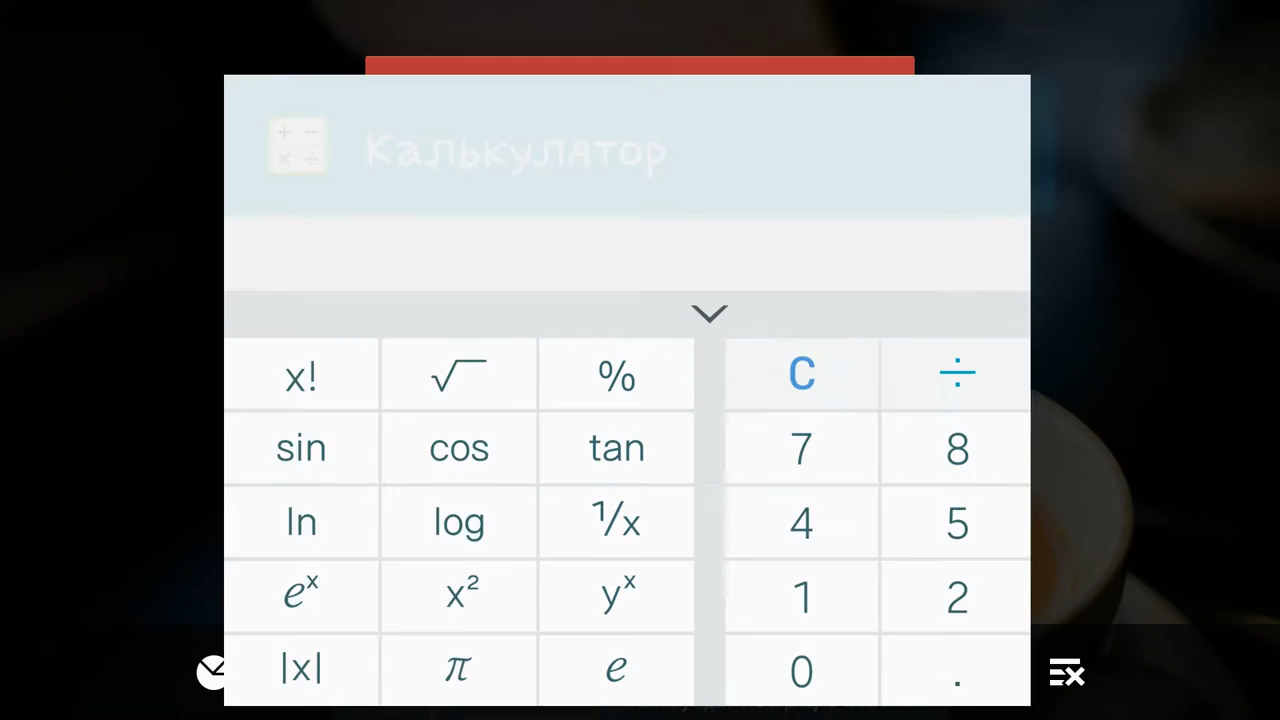 Калькулятор
x! √ % C ÷
sin cos tan 7 8
ln log ¹/x 4 5
eˣ x² yˣ 1 2
|x| π e 0 .